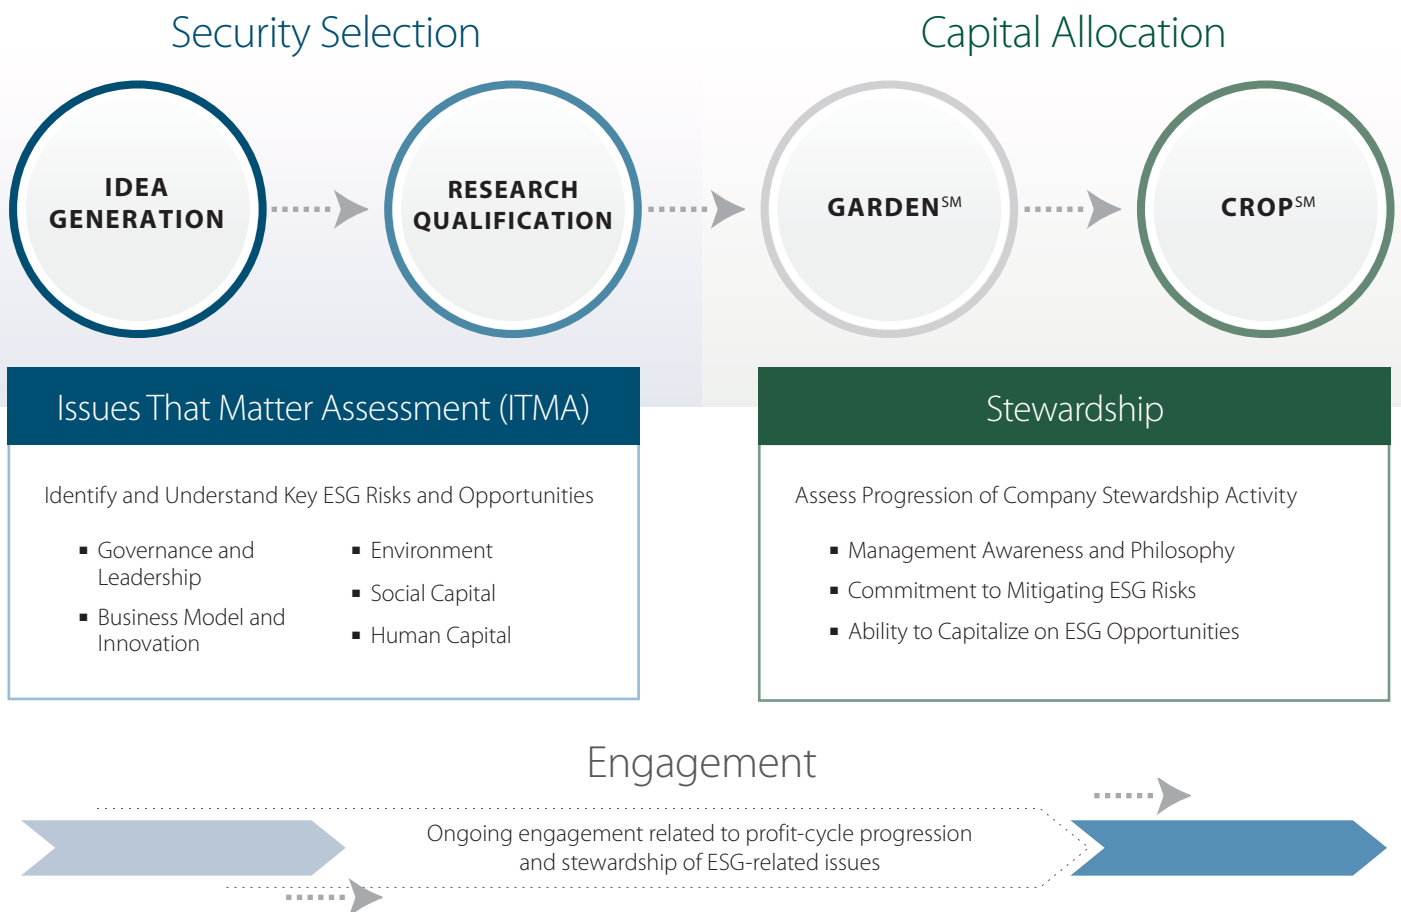 Security Selection
Capital Allocation
IDEA
GENERATION
RESEARCH
QUALIFICATION
GARDEN℠
CROP℠
Issues That Matter Assessment (ITMA)
Identify and Understand Key ESG Risks and Opportunities
▪ Governance and
Leadership
▪ Business Model and
Innovation
▪ Environment
▪ Social Capital
▪ Human Capital
Stewardship
Assess Progression of Company Stewardship Activity
▪ Management Awareness and Philosophy
▪ Commitment to Mitigating ESG Risks
▪ Ability to Capitalize on ESG Opportunities
Engagement
Ongoing engagement related to profit-cycle progression
and stewardship of ESG-related issues